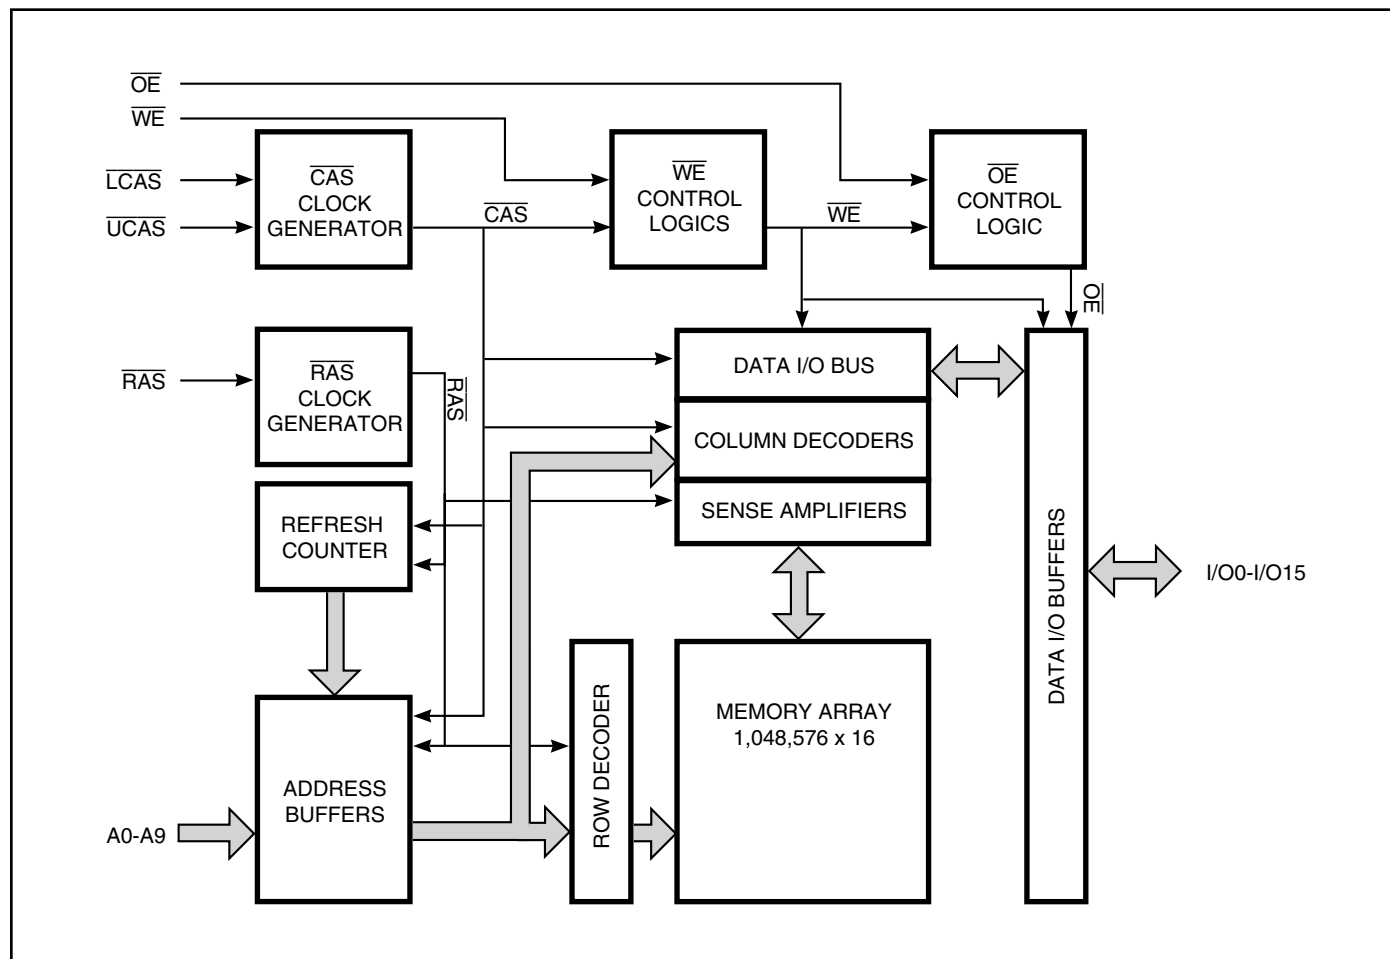 OE
WE
LCAS
UCAS
CAS
CLOCK
GENERATOR
CAS
WE
CONTROL
LOGICS
WE
OE
CONTROL
LOGIC
OE
RAS
RAS
CLOCK
GENERATOR
RAS
DATA I/O BUS
COLUMN DECODERS
SENSE AMPLIFIERS
REFRESH
COUNTER
DATA I/O BUFFERS
I/O0-I/O15
ROW DECODER
MEMORY ARRAY
1,048,576 x 16
ADDRESS
BUFFERS
A0-A9